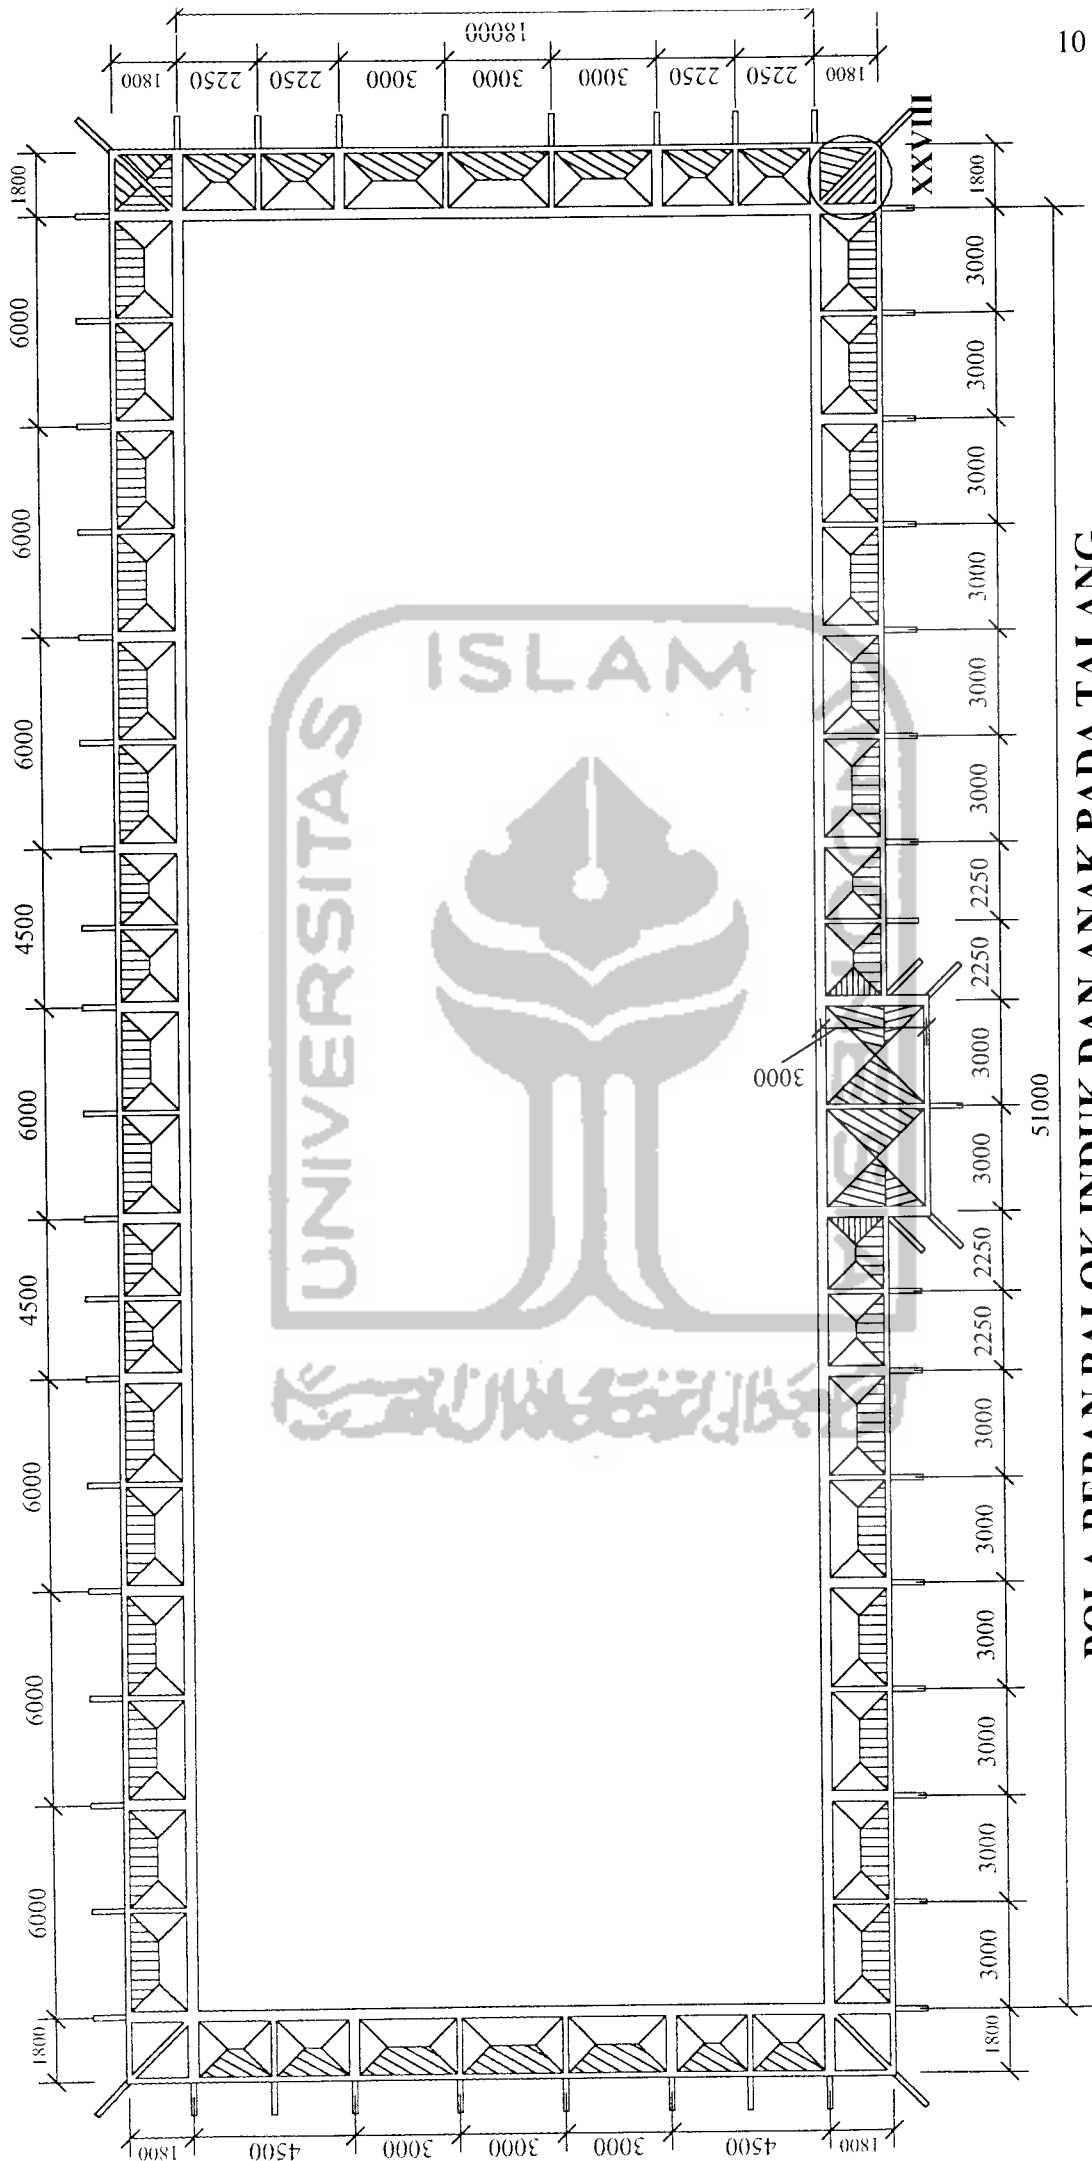 10
18000
1800 2250 2250 3000 3000 3000 2250 2250 1800
1800 6000 6000 6000 4500 6000 4500 6000 6000 6000 1800
XXVIII
UNIVERSITAS
ISLAM
INDONESIA
3000
1800 3000 3000 3000 3000 3000 3000 2250 2250 3000 3000 2250 2250 3000 3000 3000 3000 3000 3000 1800
51000
1800 4500 3000 3000 3000 4500 1800
POLA BEBAN BALOK INDUK DAN ANAK PADA TALANG